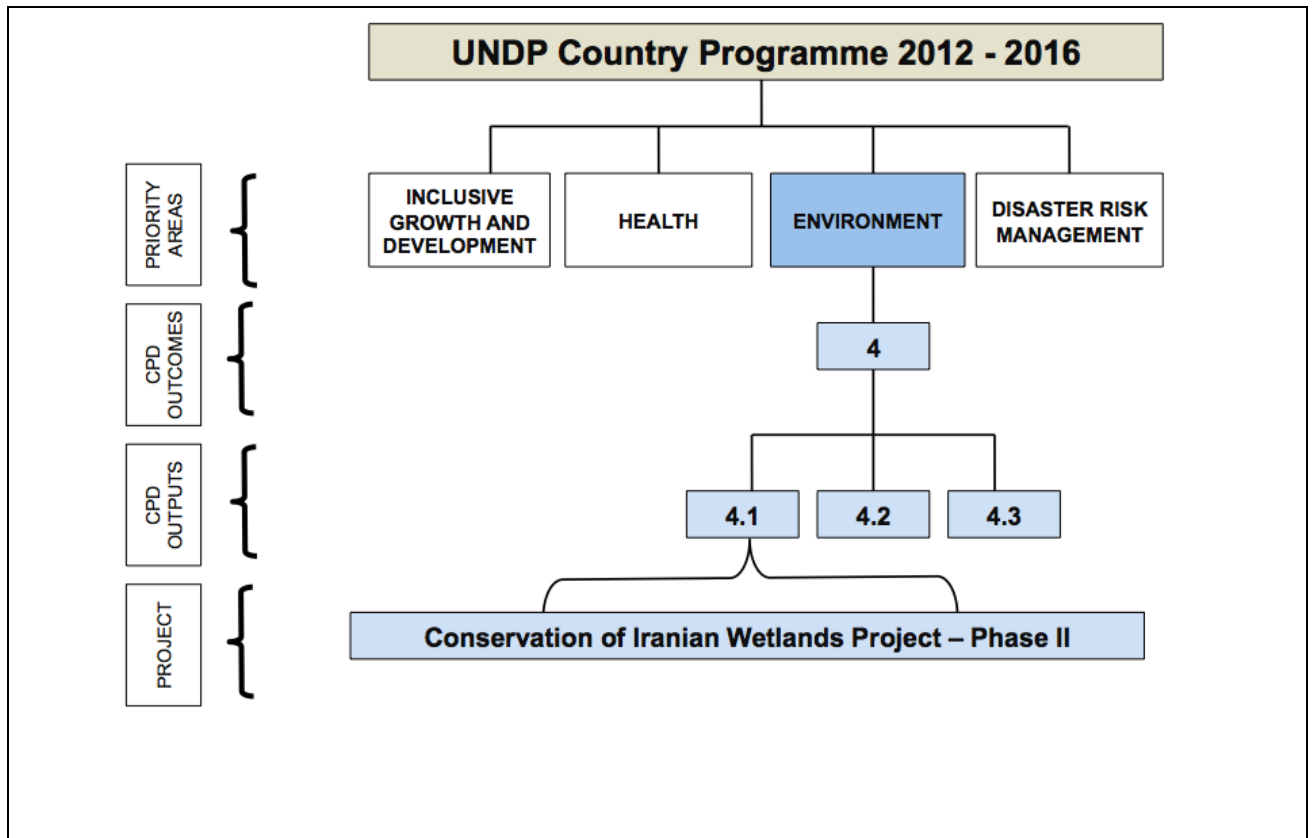 UNDP Country Programme 2012 - 2016
PRIORITY
AREAS
INCLUSIVE
GROWTH AND
DEVELOPMENT
HEALTH
ENVIRONMENT
DISASTER RISK
MANAGEMENT
CPD
OUTCOMES
4
CPD
OUTPUTS
4.1
4.2
4.3
PROJECT
Conservation of Iranian Wetlands Project – Phase II